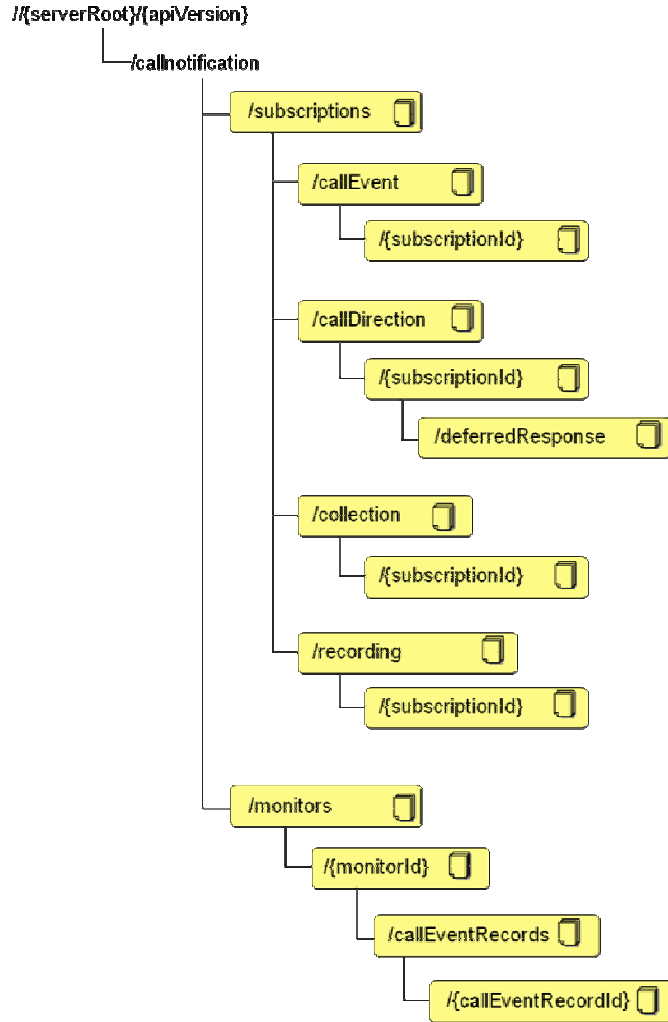 //{serverRoot}/{apiVersion}
/callnotification
/subscriptions
/callEvent
/{subscriptionId}
/callDirection
/{subscriptionId}
/deferredResponse
/collection
/{subscriptionId}
/recording
/{subscriptionId}
/monitors
/{monitorId}
/callEventRecords
/{callEventRecordId}